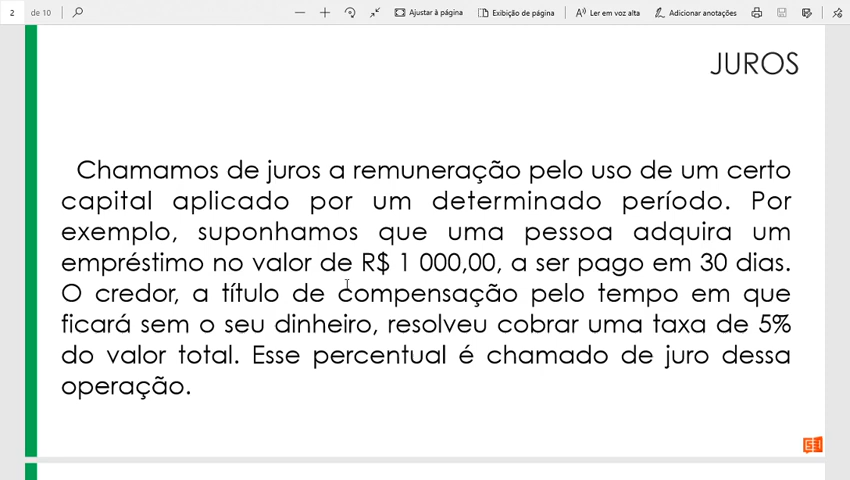 2 de 10 Ajustar à página Exibição de página Ler em voz alta Adicionar anotações
JUROS
Chamamos de juros a remuneração pelo uso de um certo
capital aplicado por um determinado período. Por
exemplo, suponhamos que uma pessoa adquira um
empréstimo no valor de R$ 1 000,00, a ser pago em 30 dias.
O credor, a título de compensação pelo tempo em que
ficará sem o seu dinheiro, resolveu cobrar uma taxa de 5%
do valor total. Esse percentual é chamado de juro dessa
operação.